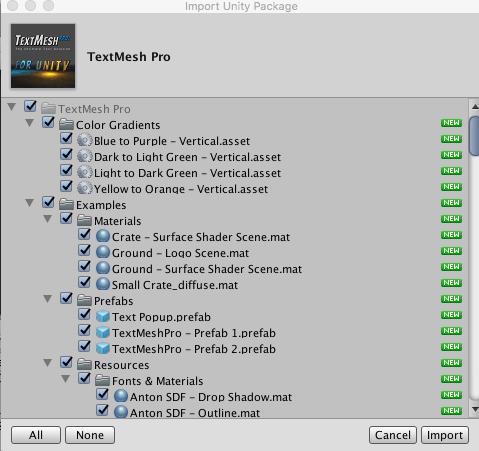 Import Unity Package
TEXTMESH PRO
FOR UNITY
TextMesh Pro
TextMesh Pro
Color Gradients NEW
Blue to Purple – Vertical.asset NEW
Dark to Light Green – Vertical.asset NEW
Light to Dark Green – Vertical.asset NEW
Yellow to Orange – Vertical.asset NEW
Examples NEW
Materials NEW
Crate – Surface Shader Scene.mat NEW
Ground – Logo Scene.mat NEW
Ground – Surface Shader Scene.mat NEW
Small Crate_diffuse.mat NEW
Prefabs NEW
Text Popup.prefab NEW
TextMeshPro – Prefab 1.prefab NEW
TextMeshPro – Prefab 2.prefab NEW
Resources NEW
Fonts & Materials NEW
Anton SDF – Drop Shadow.mat NEW
Anton SDF – Outline.mat NEW
All None Cancel Import